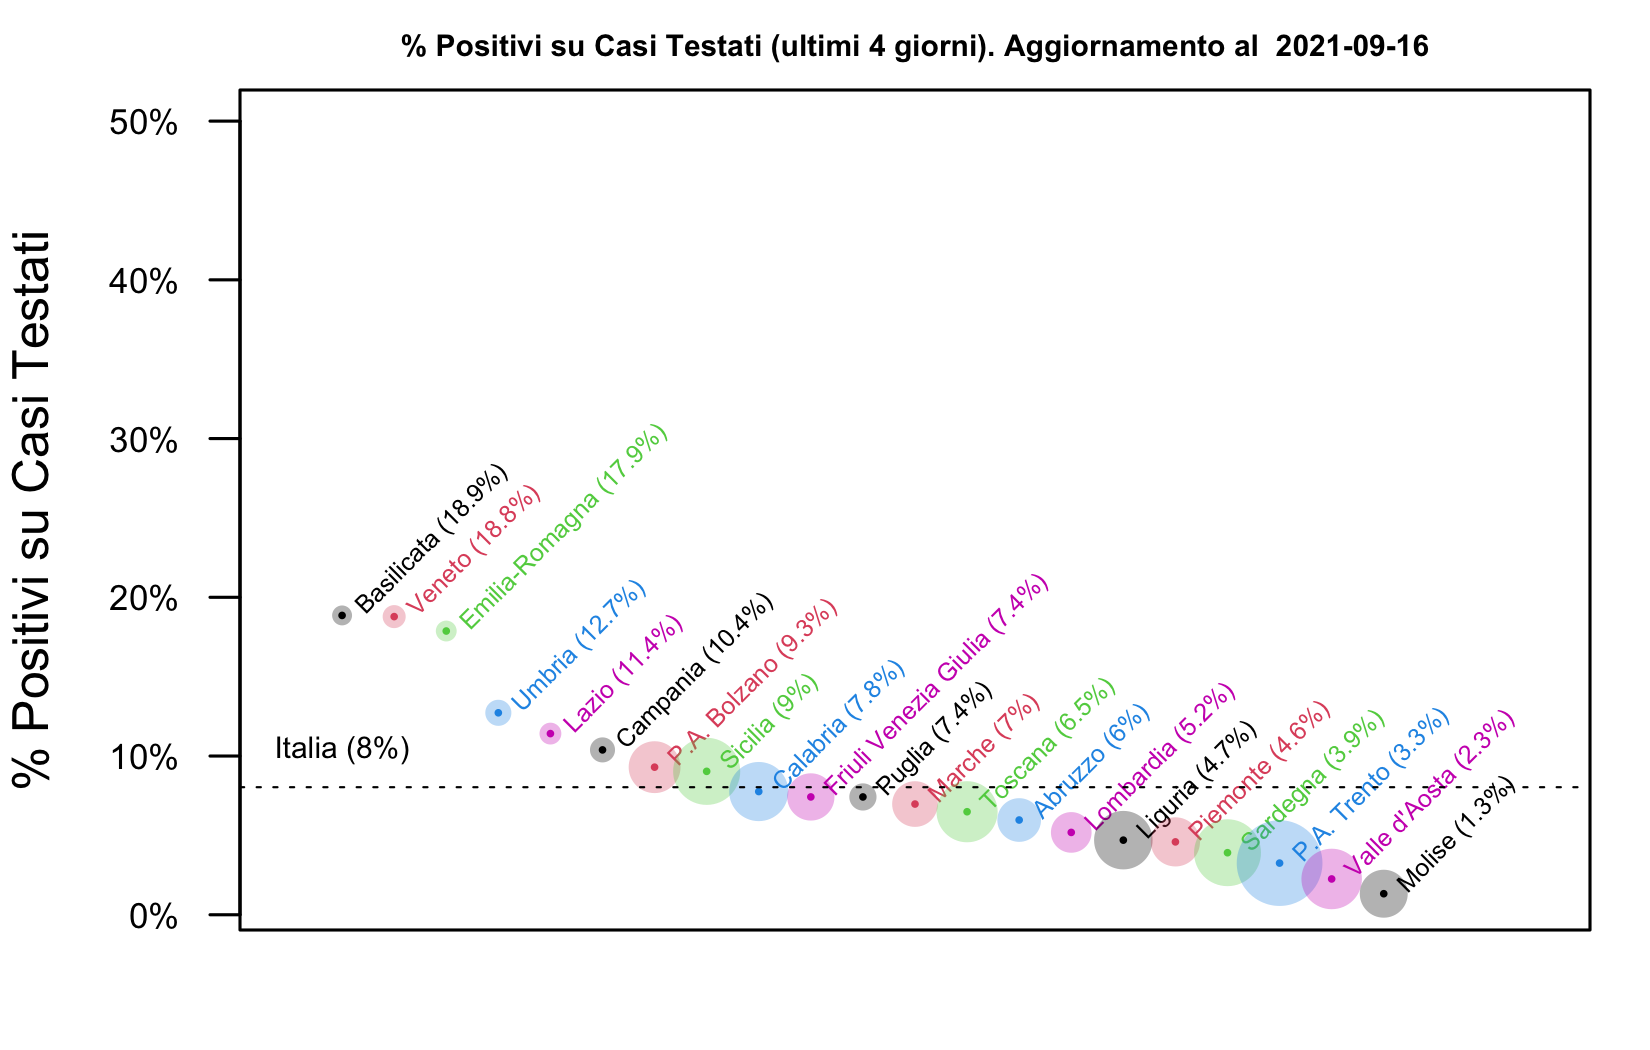 % Positivi su Casi Testati (ultimi 4 giorni). Aggiornamento al  2021-09-16
% Positivi su Casi Testati
50%
40%
30%
20%
10%
0%
Italia (8%)
Basilicata (18.9%)
Veneto (18.8%)
Emilia-Romagna (17.9%)
Umbria (12.7%)
Lazio (11.4%)
Campania (10.4%)
P.A. Bolzano (9.3%)
Sicilia (9%)
Calabria (7.8%)
Friuli Venezia Giulia (7.4%)
Puglia (7.4%)
Marche (7%)
Toscana (6.5%)
Abruzzo (6%)
Lombardia (5.2%)
Liguria (4.7%)
Piemonte (4.6%)
Sardegna (3.9%)
P.A. Trento (3.3%)
Valle d'Aosta (2.3%)
Molise (1.3%)